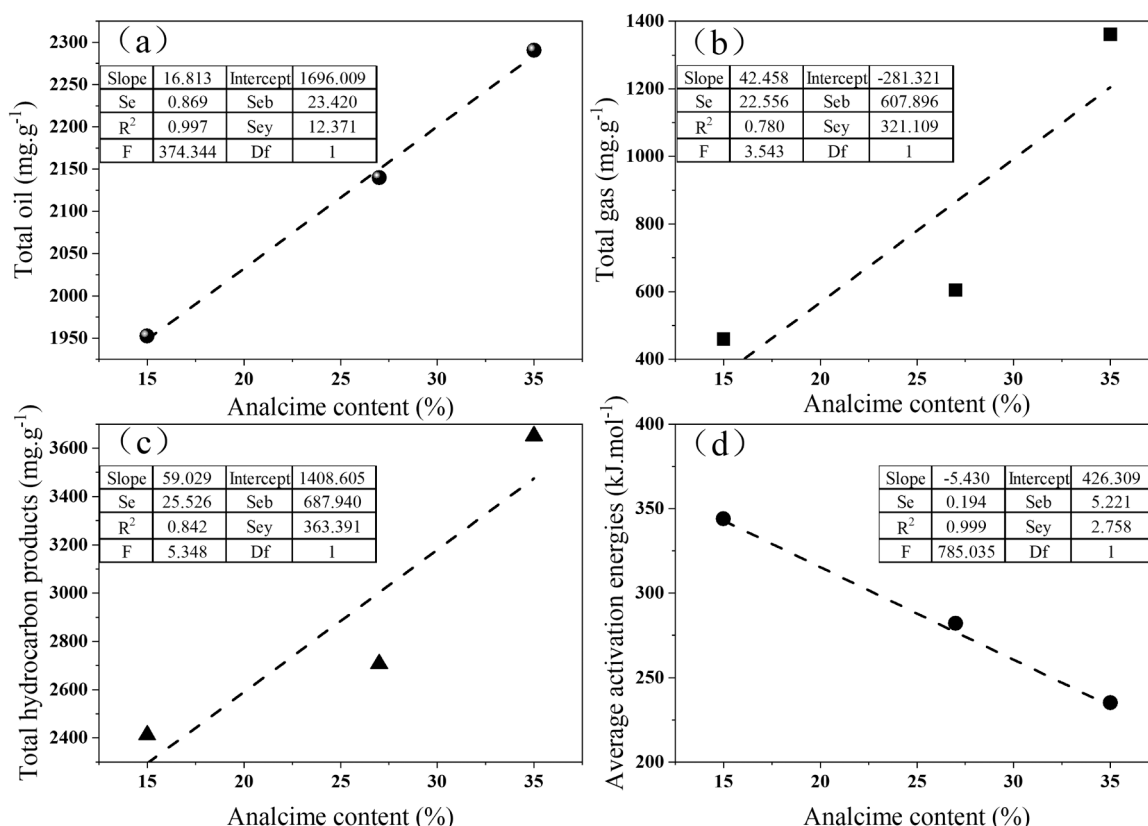 (a)
Total oil (mg.g⁻¹)
2300
2250
2200
2150
2100
2050
2000
1950
Slope 16.813 Intercept 1696.009
Se 0.869 Seb 23.420
R² 0.997 Sey 12.371
F 374.344 Df 1
15 20 25 30 35
Analcime content (%)
(b)
Total gas (mg.g⁻¹)
1400
1200
1000
800
600
400
Slope 42.458 Intercept -281.321
Se 22.556 Seb 607.896
R² 0.780 Sey 321.109
F 3.543 Df 1
15 20 25 30 35
Analcime content (%)
(c)
Total hydrocarbon products (mg.g⁻¹)
3600
3400
3200
3000
2800
2600
2400
Slope 59.029 Intercept 1408.605
Se 25.526 Seb 687.940
R² 0.842 Sey 363.391
F 5.348 Df 1
15 20 25 30 35
Analcime content (%)
(d)
Average activation energies (kJ.mol⁻¹)
400
350
300
250
200
Slope -5.430 Intercept 426.309
Se 0.194 Seb 5.221
R² 0.999 Sey 2.758
F 785.035 Df 1
15 20 25 30 35
Analcime content (%)